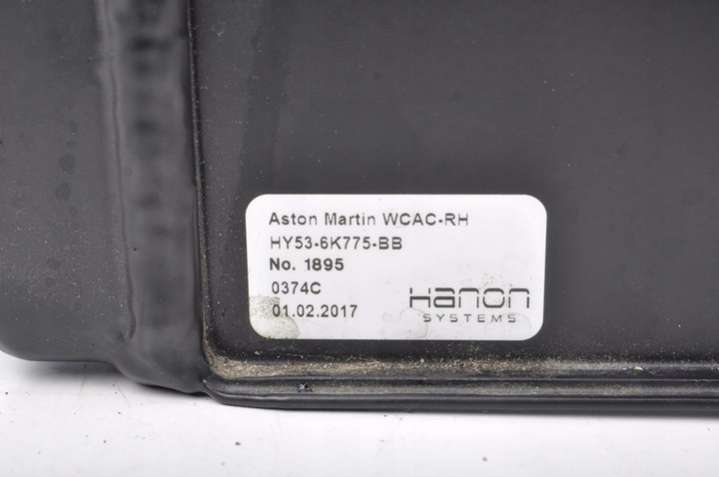 Aston Martin WCAC-RH
HY53-6K775-BB
No. 1895
0374C
01.02.2017
Hanon
SYSTEMS